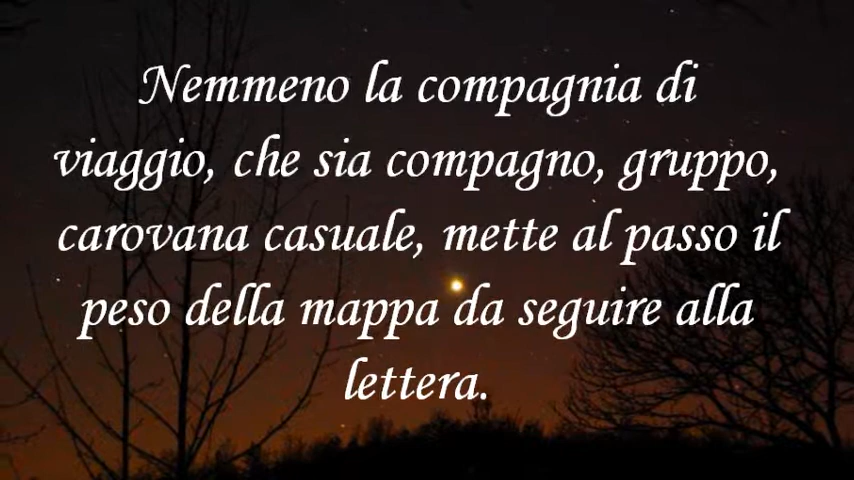 Nemmeno la compagnia di
viaggio, che sia compagno, gruppo,
carovana casuale, mette al passo il
peso della mappa da seguire alla
lettera.